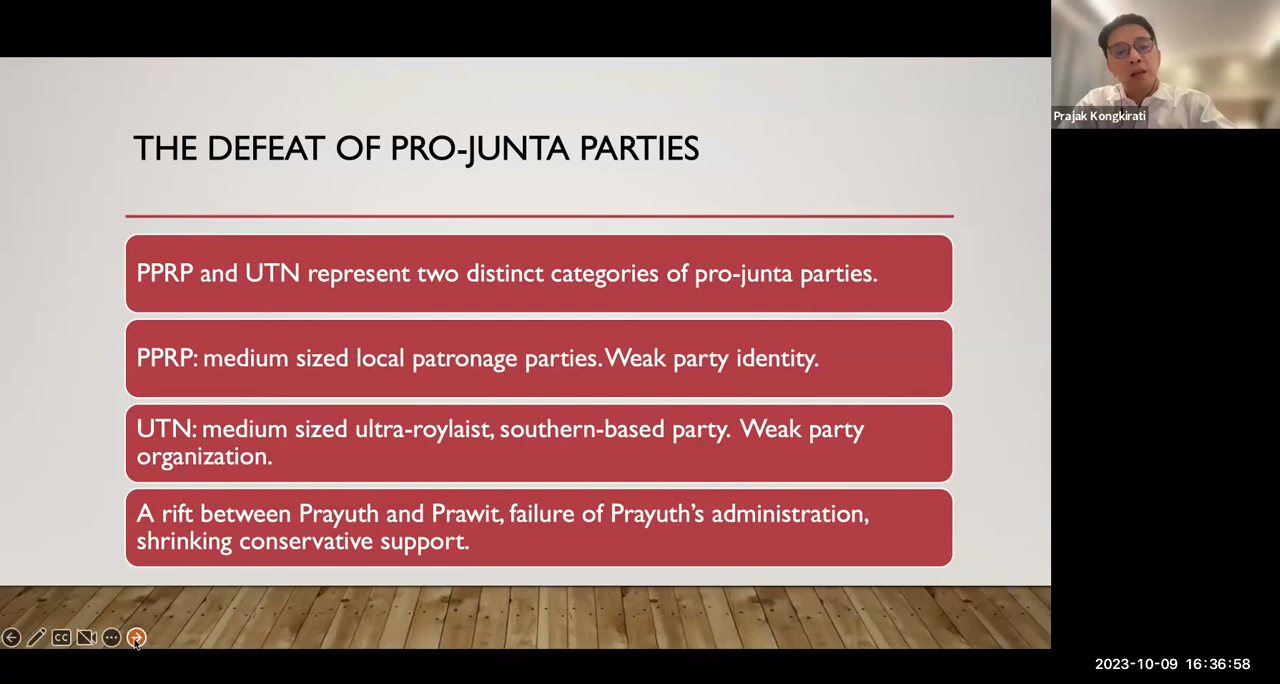 THE DEFEAT OF PRO-JUNTA PARTIES
PPRP and UTN represent two distinct categories of pro-junta parties.
PPRP: medium sized local patronage parties. Weak party identity.
UTN: medium sized ultra-roylaist, southern-based party. Weak party
organization.
A rift between Prayuth and Prawit, failure of Prayuth’s administration,
shrinking conservative support.
Prajak Kongkirati
CC
2023-10-09 16:36:58